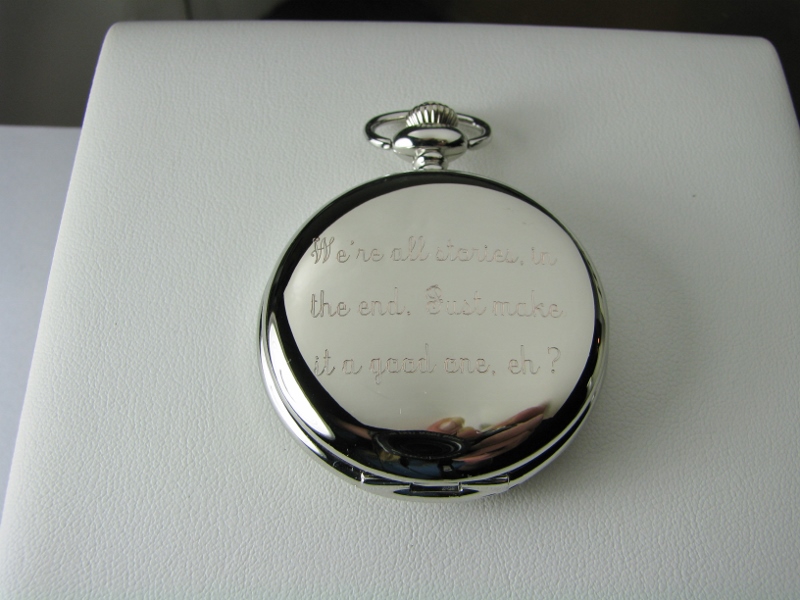 We're all stories, in
the end. Just make
it a good one, eh?